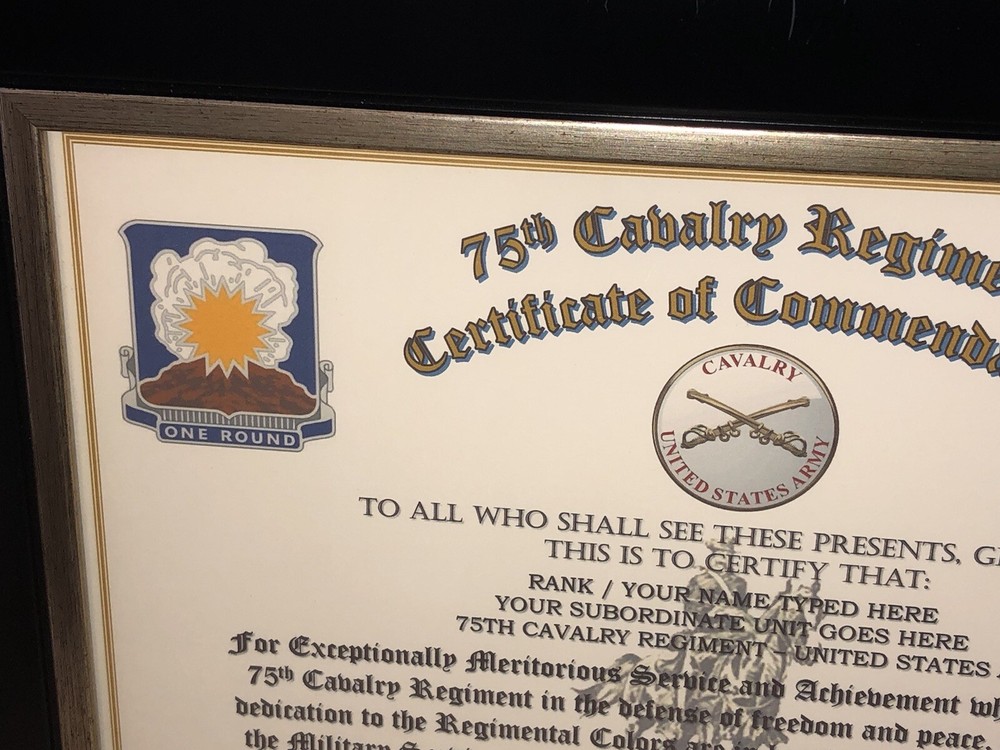 75th Cavalry
Certificate of
CAVALRY
UNITED STATES ARMY
ONE ROUND
TO ALL WHO SHALL SEE THESE PRESENTS,
THIS IS TO CERTIFY THAT:
RANK / YOUR NAME TYPED HERE
YOUR SUBORDINATE UNIT GOES HERE
75TH CAVALRY REGIMENT - UNITED STATES
For Exceptionally Meritorious Service and Achievement
75th Cavalry Regiment in the defense of freedom and peace
dedication to the Regimental Colors are
the Military